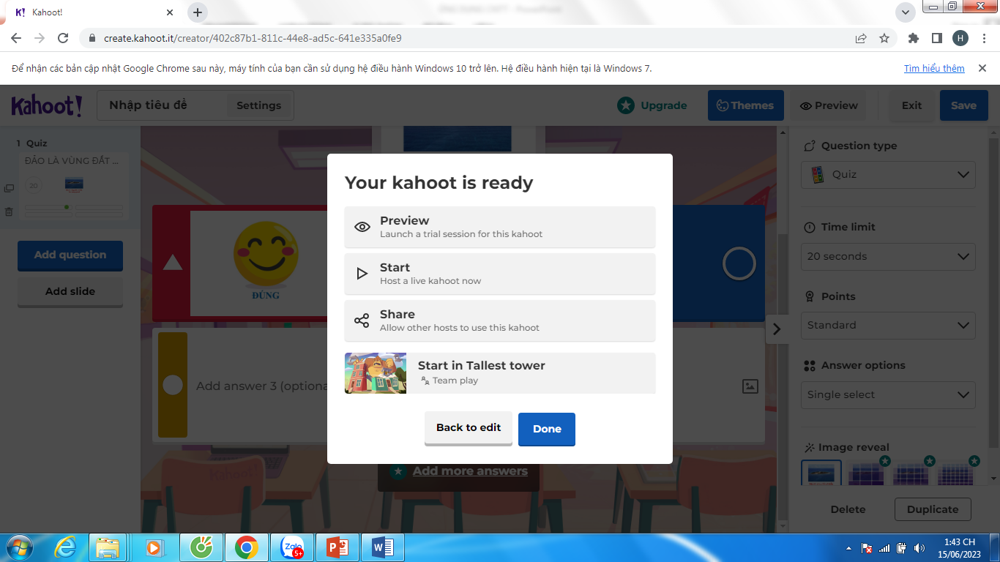 Kahoot!
create.kahoot.it/creator/402c87b1-811c-44e8-ad5c-641e335a0fe9
H
Để nhận các bản cập nhật Google Chrome sau này, máy tính của bạn cần sử dụng hệ điều hành Windows 10 trở lên. Hệ điều hành hiện tại là Windows 7.
Tìm hiểu thêm
Kahoot!
Nhập tiêu đề
Settings
Upgrade
Themes
Preview
Exit
Save
1 Quiz
ĐẢO LÀ VÙNG ĐẤT ...
20
Add question
Add slide
ĐÚNG
Add answer 3 (optiona
Add more answers
Kahoot!
Your kahoot is ready
Preview
Launch a trial session for this kahoot
Start
Host a live kahoot now
Share
Allow other hosts to use this kahoot
Start in Tallest tower
Team play
Back to edit
Done
Question type
Quiz
Time limit
20 seconds
Points
Standard
Answer options
Single select
Image reveal
Delete
Duplicate
Zalo
5+
1:43 CH
15/06/2023